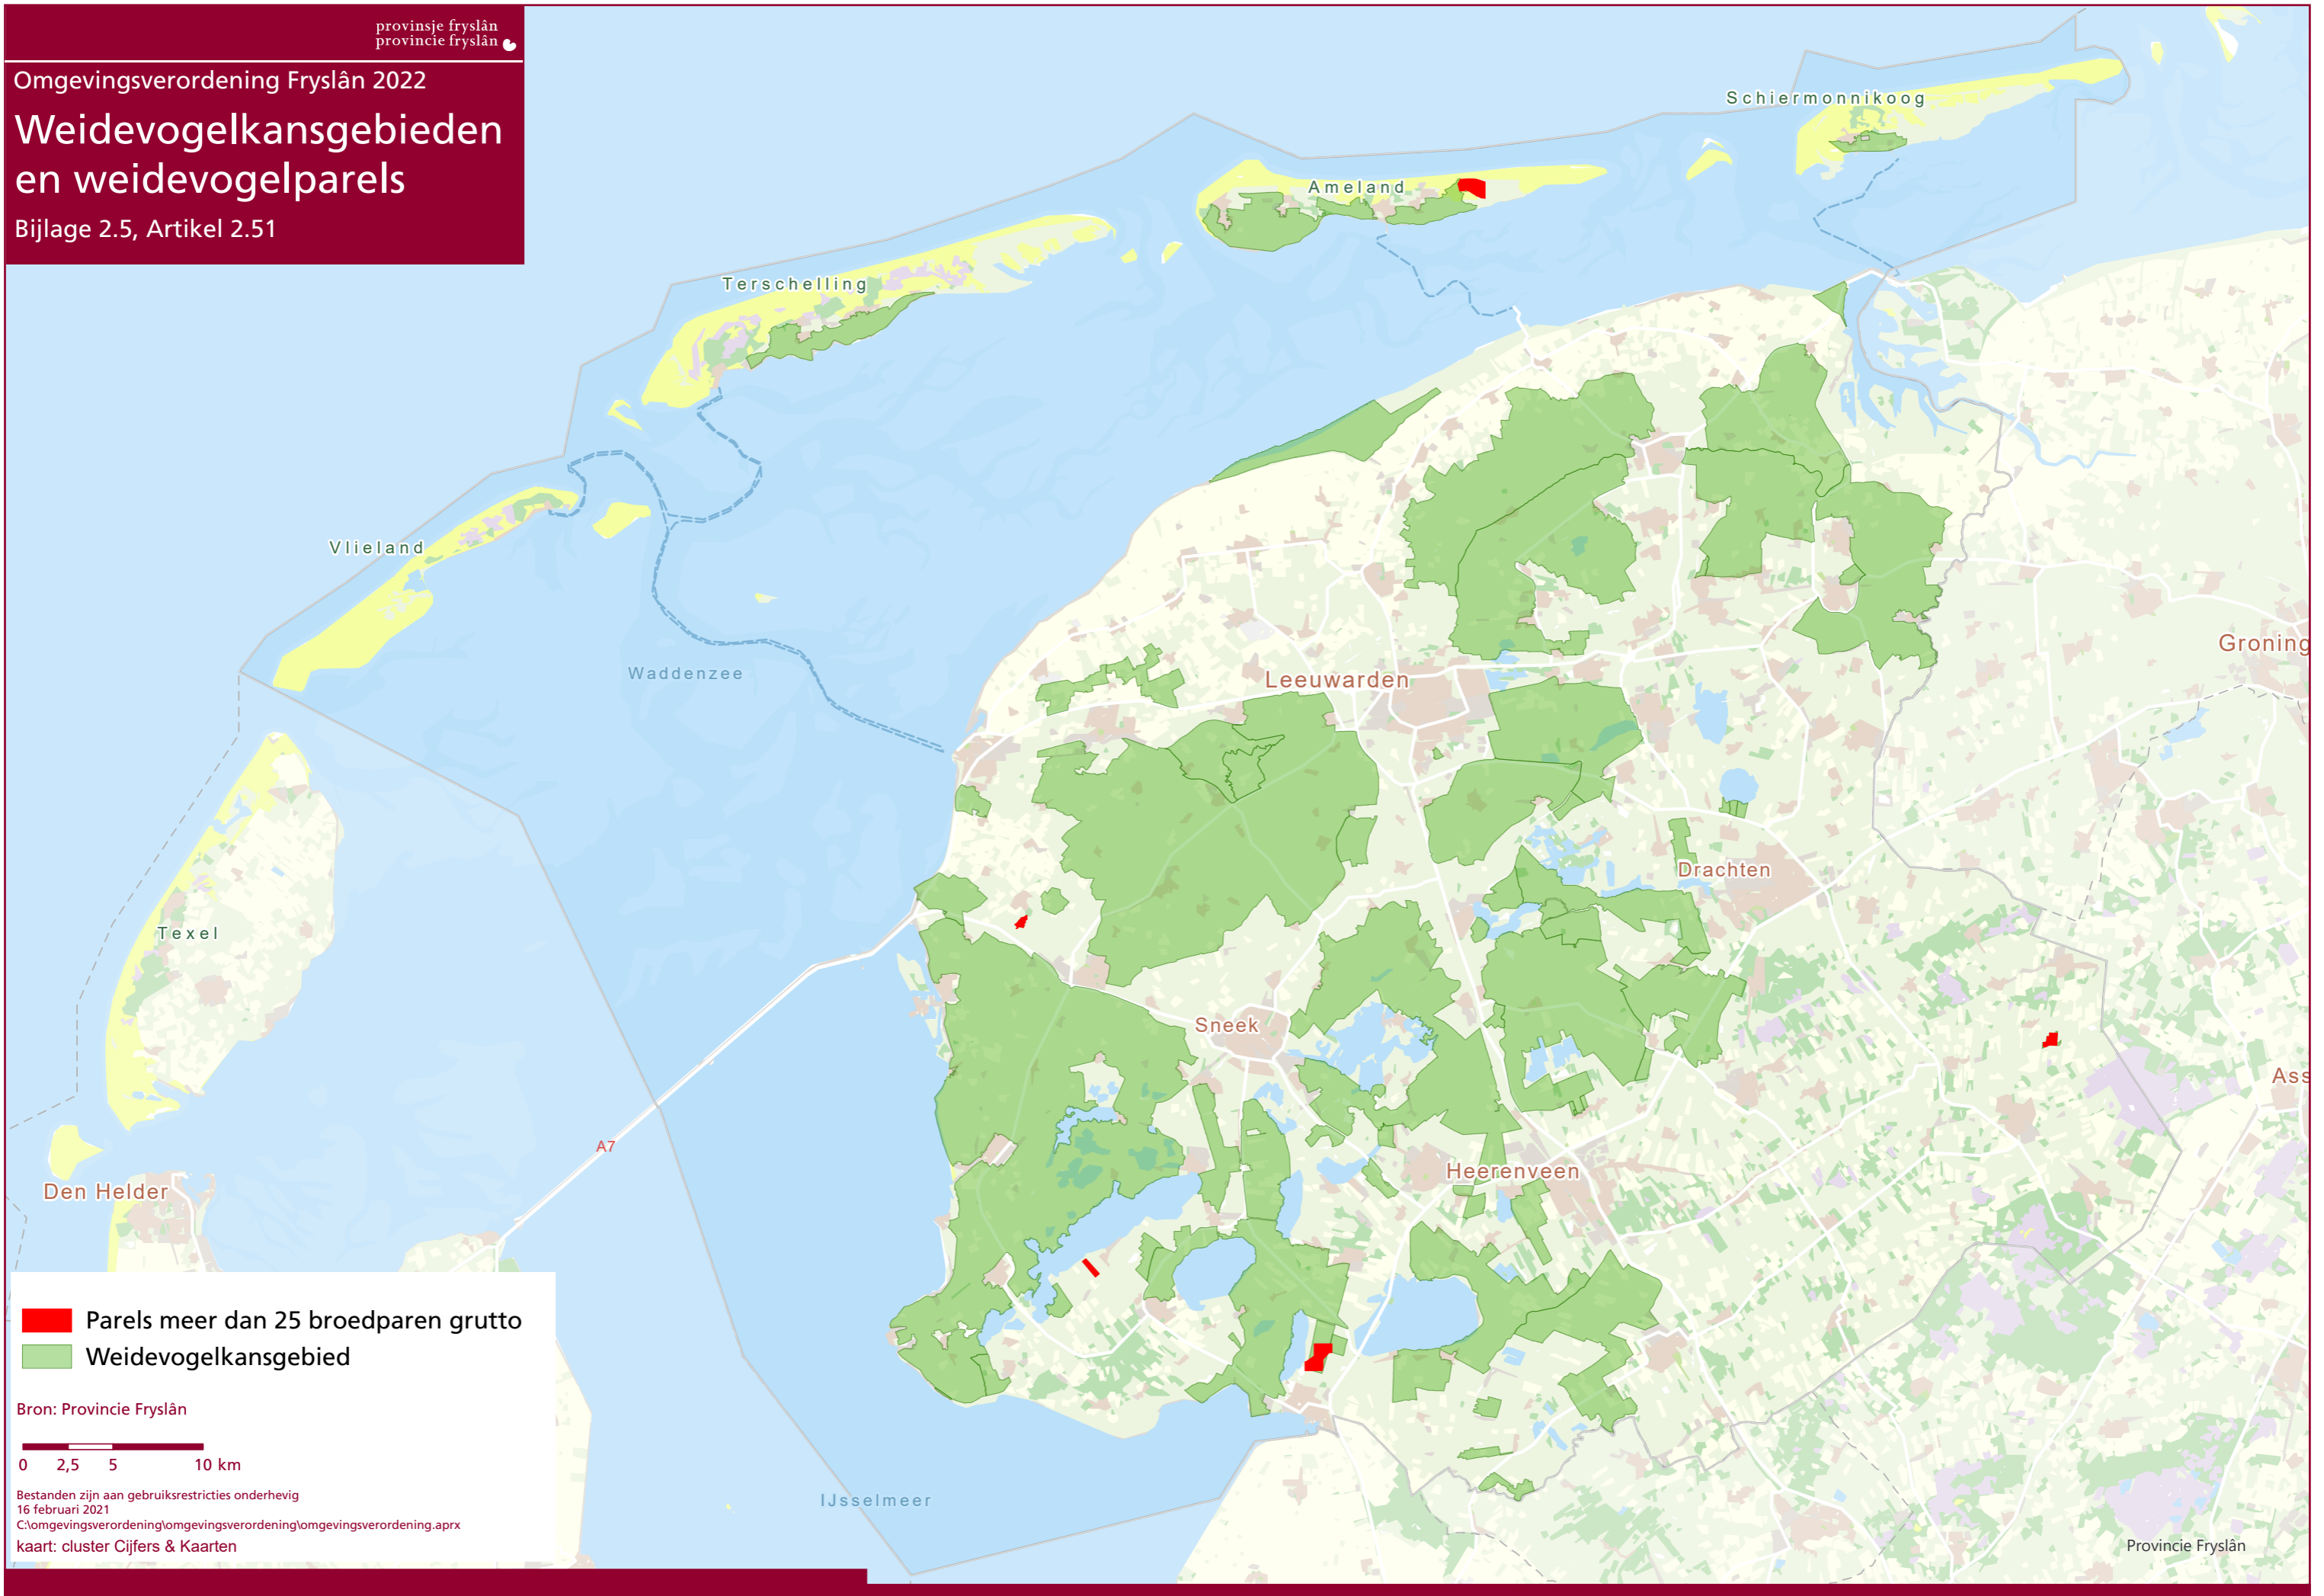 provinsje fryslân
provincie fryslân
Omgevingsverordening Fryslân 2022
Weidevogelkansgebieden
en weidevogelparels
Bijlage 2.5, Artikel 2.51
Schiermonnikoog
Ameland
Terschelling
Vlieland
Waddenzee
Leeuwarden
Groning
Drachten
Texel
Sneek
Ass
A7
Heerenveen
Den Helder
IJsselmeer
Parels meer dan 25 broedparen grutto
Weidevogelkansgebied
Bron: Provincie Fryslân
0 2,5 5 10 km
Bestanden zijn aan gebruiksrestricties onderhevig
16 februari 2021
C:\omgevingsverordening\omgevingsverordening\omgevingsverordening.aprx
kaart: cluster Cijfers & Kaarten
Provincie Fryslân